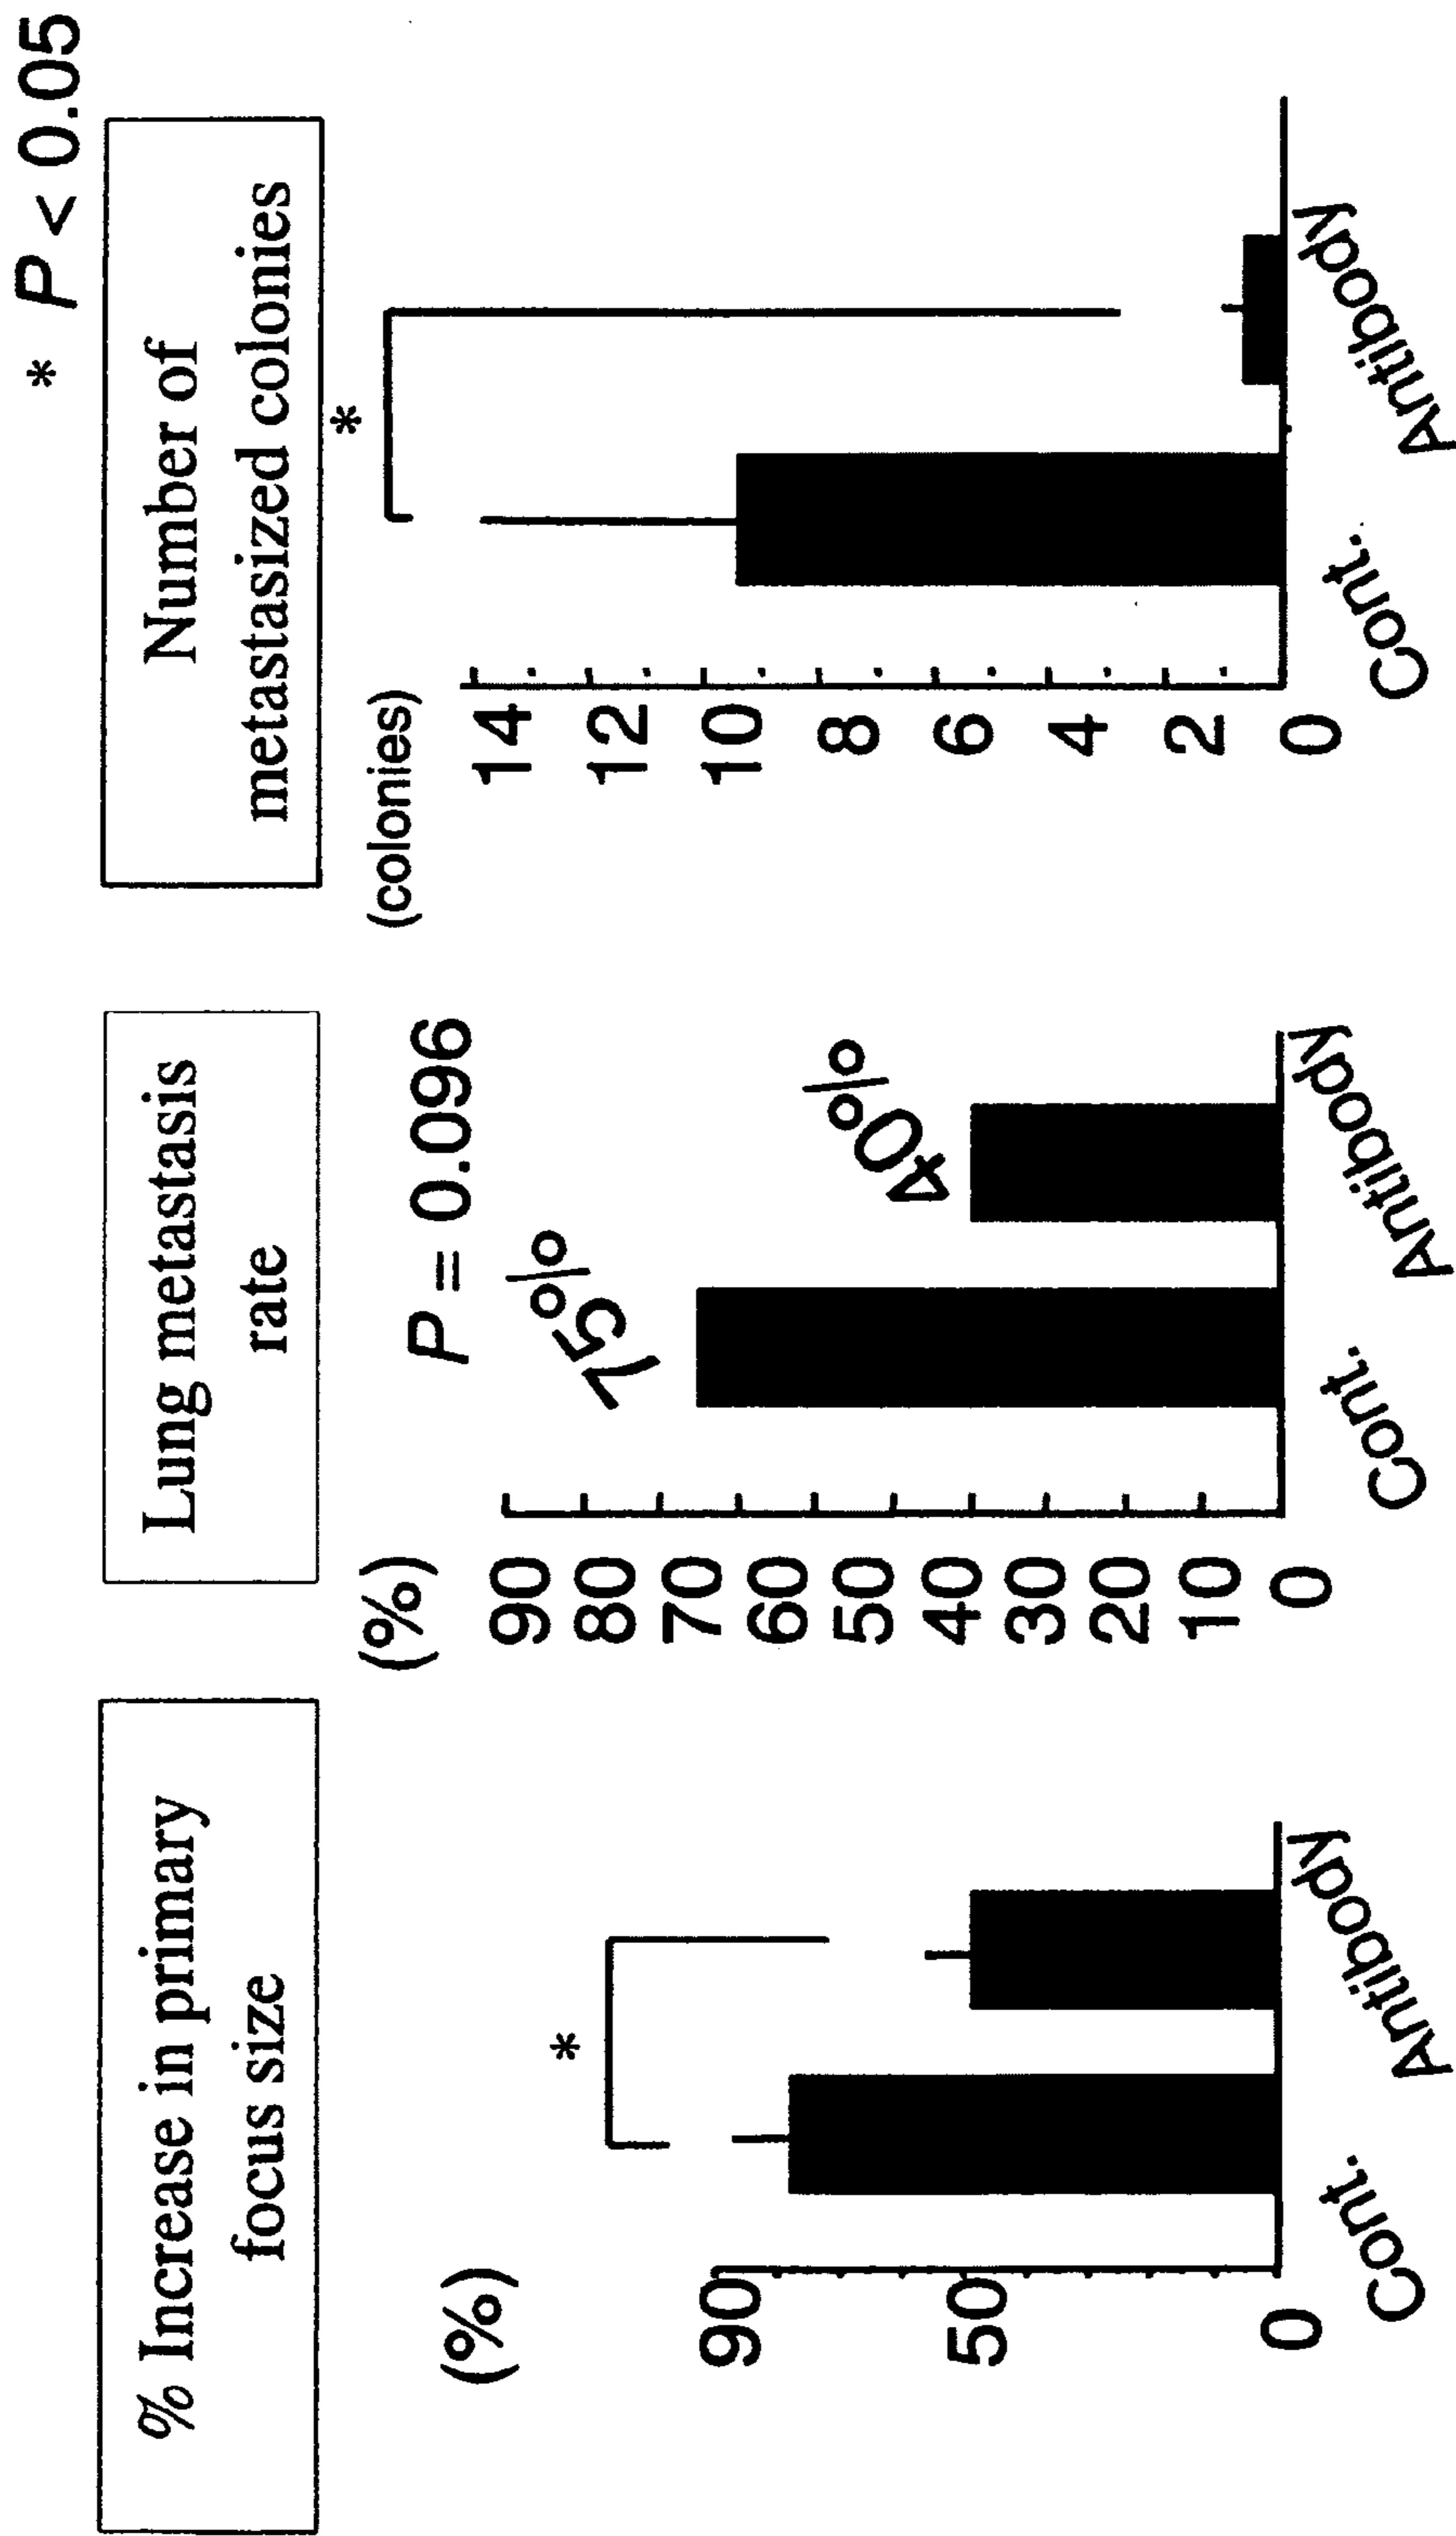 * P < 0.05
% Increase in primary
focus size
(%)
90
50
0
*
Cont.
Antibody
Lung metastasis
rate
(%)
P = 0.096
90
80
70
60
50
40
30
20
10
0
75%
40%
Cont.
Antibody
Number of
metastasized colonies
(colonies)
*
14
12
10
8
6
4
2
0
Cont.
Antibody